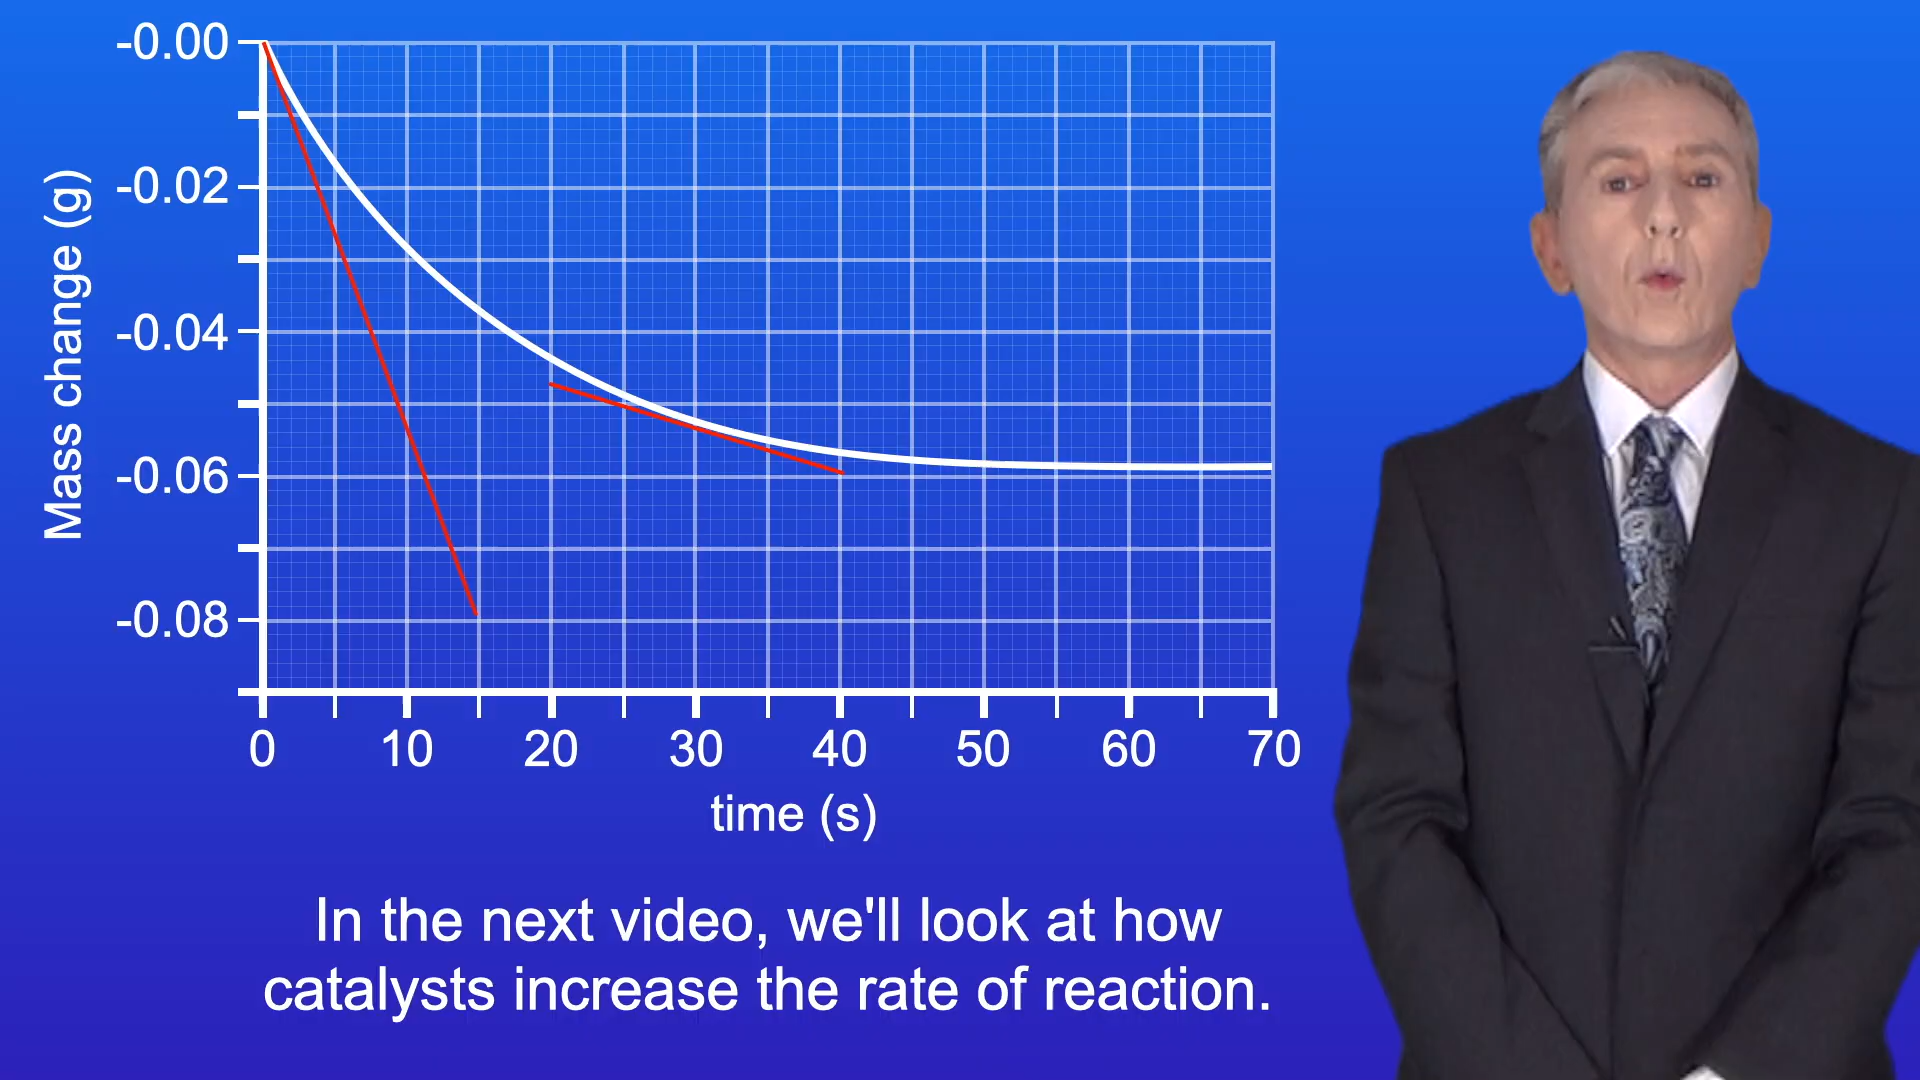 -0.00
-0.02
-0.04
-0.06
-0.08
Mass change (g)
0 10 20 30 40 50 60 70
time (s)
In the next video, we'll look at how
catalysts increase the rate of reaction.